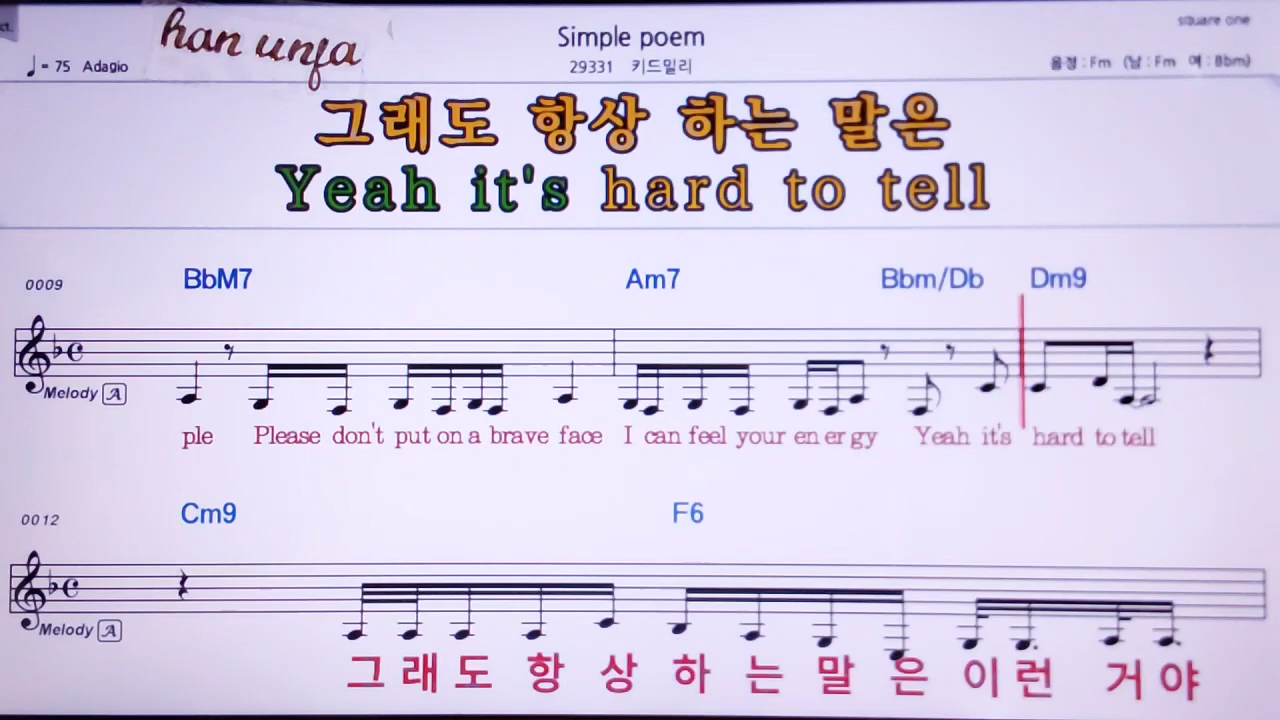 han unfa
Simple poem
square one
♩= 75 Adagio
29331 키드밀리
음정 : Fm (남 : Fm 여 : Bbm)
그래도 항상 하는 말은
Yeah it's hard to tell
0009 BbM7 Am7 Bbm/Db Dm9
Melody A
ple Please don't put on a brave face I can feel your en er gy Yeah it's hard to tell
0012 Cm9 F6
Melody A
그 래 도 항 상 하 는 말 은 이 런 거 야